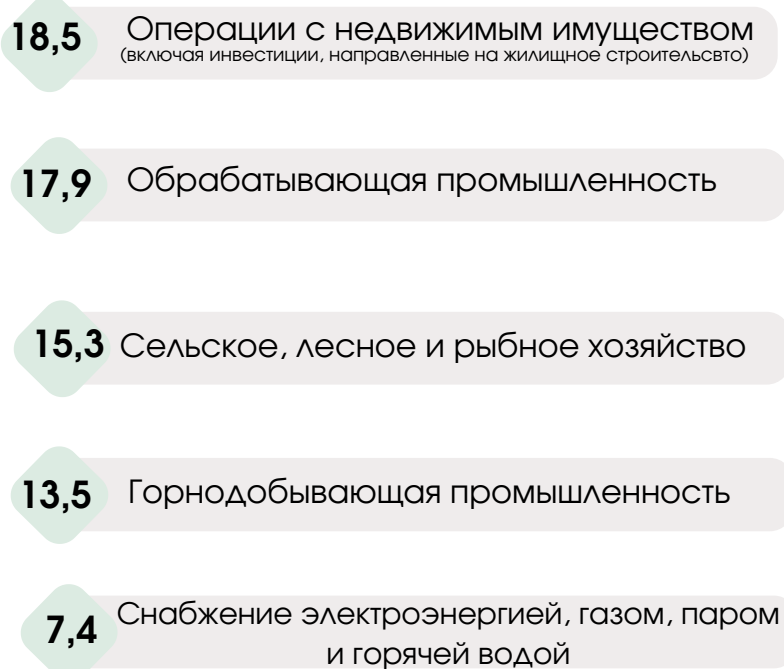 18,5
Операции с недвижимым имуществом
(включая инвестиции, направленные на жилищное строительсвто)
17,9
Обрабатывающая промышленность
15,3
Сельское, лесное и рыбное хозяйство
13,5
Горнодобывающая промышленность
7,4
Снабжение электроэнергией, газом, паром
и горячей водой